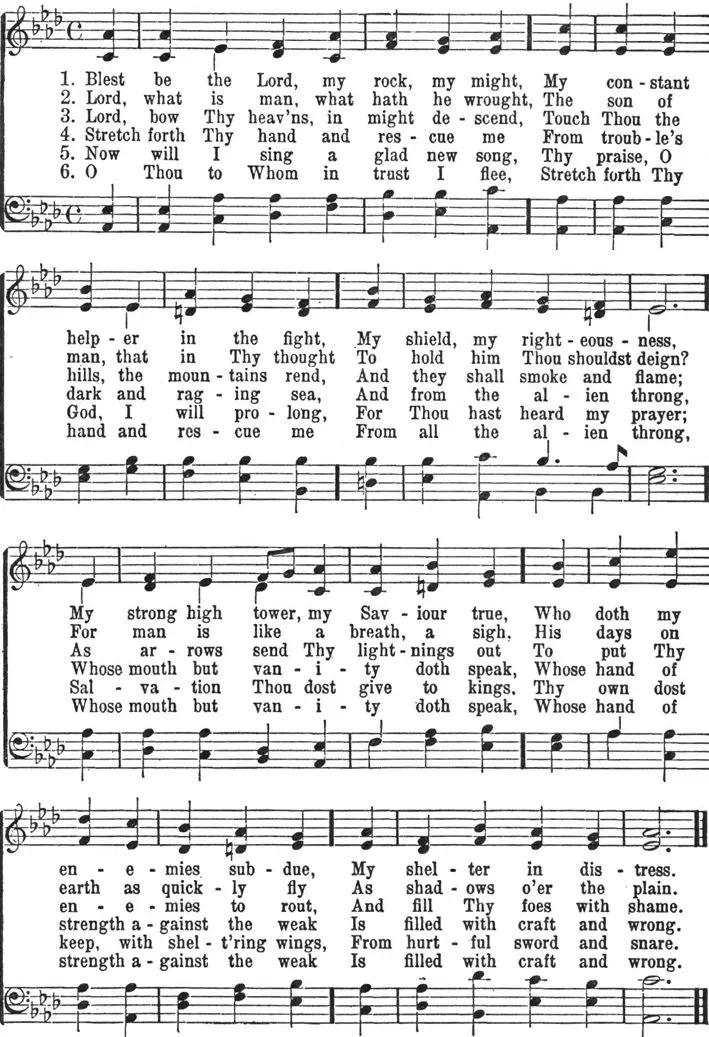 1. Blest be the Lord, my rock, my might, My con - stant
2. Lord, what is man, what hath he wrought, The son of
3. Lord, bow Thy heav'ns, in might de - scend, Touch Thou the
4. Stretch forth Thy hand and res - cue me From troub - le's
5. Now will I sing a glad new song, Thy praise, O
6. O Thou to Whom in trust I flee, Stretch forth Thy
help - er in the fight, My shield, my right - eous - ness,
man, that in Thy thought To hold him Thou shouldst deign?
hills, the moun - tains rend, And they shall smoke and flame;
dark and rag - ing sea, And from the al - ien throng,
God, I will pro - long, For Thou hast heard my prayer;
hand and res - cue me From all the al - ien throng,
My strong high tower, my Sav - iour true, Who doth my
For man is like a breath, a sigh, His days on
As ar - rows send Thy light - nings out To put Thy
Whose mouth but van - i - ty doth speak, Whose hand of
Sal - va - tion Thou dost give to kings, Thy own dost
Whose mouth but van - i - ty doth speak, Whose hand of
en - e - mies sub - due, My shel - ter in dis - tress.
earth as quick - ly fly As shad - ows o'er the plain.
en - e - mies to rout, And fill Thy foes with shame.
strength a - gainst the weak Is filled with craft and wrong.
keep, with shel - t'ring wings, From hurt - ful sword and snare.
strength a - gainst the weak Is filled with craft and wrong.